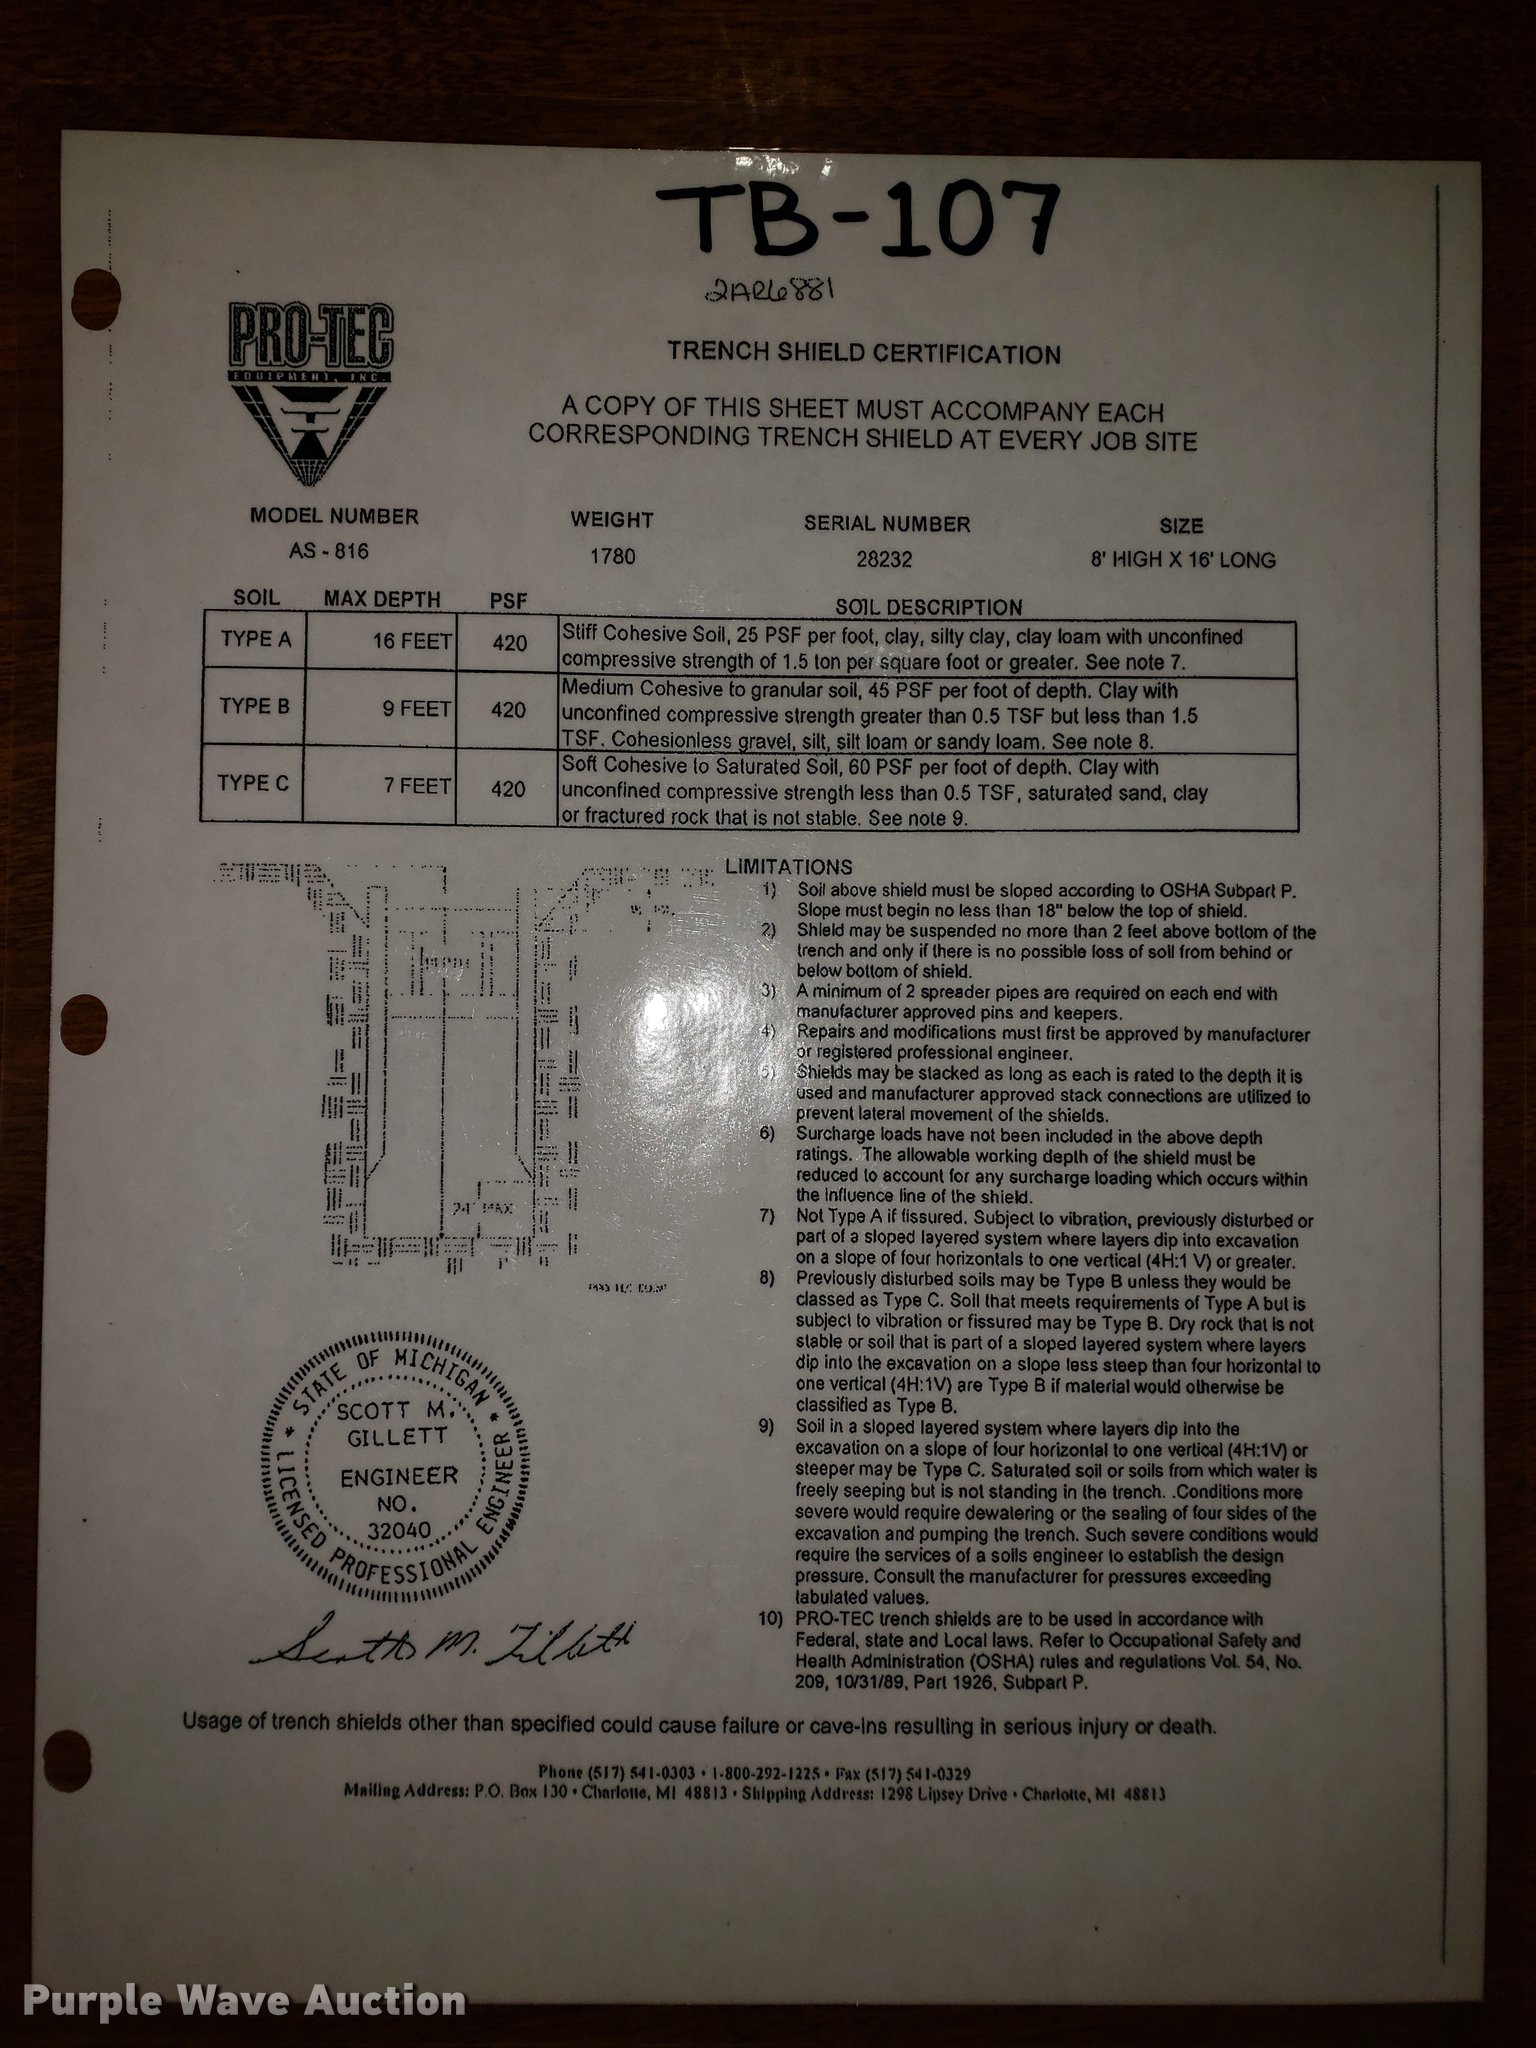 TB-107
2AR6881
PRO-TEC
EQUIPMENT, INC.
TRENCH SHIELD CERTIFICATION
A COPY OF THIS SHEET MUST ACCOMPANY EACH
CORRESPONDING TRENCH SHIELD AT EVERY JOB SITE
MODEL NUMBER WEIGHT SERIAL NUMBER SIZE
AS - 816 1780 28232 8' HIGH X 16' LONG
SOIL MAX DEPTH PSF SOIL DESCRIPTION
TYPE A 16 FEET 420 Stiff Cohesive Soil, 25 PSF per foot, clay, silty clay, clay loam with unconfined
compressive strength of 1.5 ton per square foot or greater. See note 7.
TYPE B 9 FEET 420 Medium Cohesive to granular soil, 45 PSF per foot of depth. Clay with
unconfined compressive strength greater than 0.5 TSF but less than 1.5
TSF. Cohesionless gravel, silt, silt loam or sandy loam. See note 8.
TYPE C 7 FEET 420 Soft Cohesive to Saturated Soil, 60 PSF per foot of depth. Clay with
unconfined compressive strength less than 0.5 TSF, saturated sand, clay
or fractured rock that is not stable. See note 9.
LIMITATIONS
1) Soil above shield must be sloped according to OSHA Subpart P.
Slope must begin no less than 18" below the top of shield.
2) Shield may be suspended no more than 2 feet above bottom of the
trench and only if there is no possible loss of soil from behind or
below bottom of shield.
3) A minimum of 2 spreader pipes are required on each end with
manufacturer approved pins and keepers.
4) Repairs and modifications must first be approved by manufacturer
or registered professional engineer.
5) Shields may be stacked as long as each is rated to the depth it is
used and manufacturer approved stack connections are utilized to
prevent lateral movement of the shields.
6) Surcharge loads have not been included in the above depth
ratings. The allowable working depth of the shield must be
reduced to account for any surcharge loading which occurs within
the influence line of the shield.
7) Not Type A if fissured. Subject to vibration, previously disturbed or
part of a sloped layered system where layers dip into excavation
on a slope of four horizontals to one vertical (4H:1 V) or greater.
8) Previously disturbed soils may be Type B unless they would be
classed as Type C. Soil that meets requirements of Type A but is
subject to vibration or fissured may be Type B. Dry rock that is not
stable or soil that is part of a sloped layered system where layers
dip into the excavation on a slope less steep than four horizontal to
one vertical (4H:1V) are Type B if material would otherwise be
classified as Type B.
9) Soil in a sloped layered system where layers dip into the
excavation on a slope of four horizontal to one vertical (4H:1V) or
steeper may be Type C. Saturated soil or soils from which water is
freely seeping but is not standing in the trench. .Conditions more
severe would require dewatering or the sealing of four sides of the
excavation and pumping the trench. Such severe conditions would
require the services of a soils engineer to establish the design
pressure. Consult the manufacturer for pressures exceeding
tabulated values.
10) PRO-TEC trench shields are to be used in accordance with
Federal, state and Local laws. Refer to Occupational Safety and
Health Administration (OSHA) rules and regulations Vol. 54, No.
209, 10/31/89, Part 1926, Subpart P.
24" MAX
STATE OF MICHIGAN
SCOTT M.
GILLETT
ENGINEER
NO.
32040
LICENSED PROFESSIONAL ENGINEER
Scott M. Gillett
Usage of trench shields other than specified could cause failure or cave-ins resulting in serious injury or death.
Phone (517) 541-0303 • 1-800-292-1225 • Fax (517) 541-0329
Mailing Address: P.O. Box 130 • Charlotte, MI 48813 • Shipping Address: 1298 Lipsey Drive • Charlotte, MI 48813
Purple Wave Auction